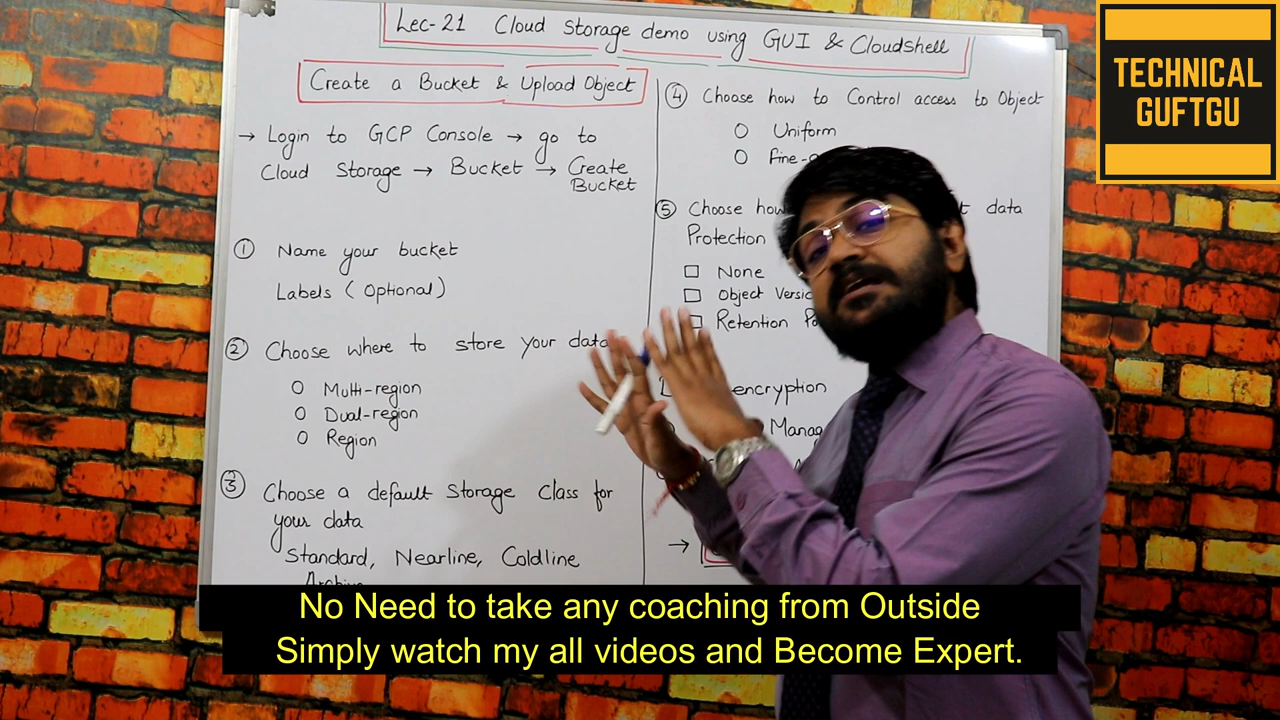 Lec-21 Cloud Storage demo using GUI & Cloudshell
Create a Bucket & Upload Object
→ Login to GCP Console → go to
Cloud Storage → Bucket → Create
Bucket
① Name your bucket
Labels (Optional)
② Choose where to store your data
Multi-region
Dual-region
Region
③ Choose a default Storage Class for
your data
Standard, Nearline, Coldline
④ Choose how to Control access to Object
Uniform
⑤ Choose how data
Protection
None
Object
Retention
encryption
→
TECHNICAL
GUFTGU
No Need to take any coaching from Outside
Simply watch my all videos and Become Expert.